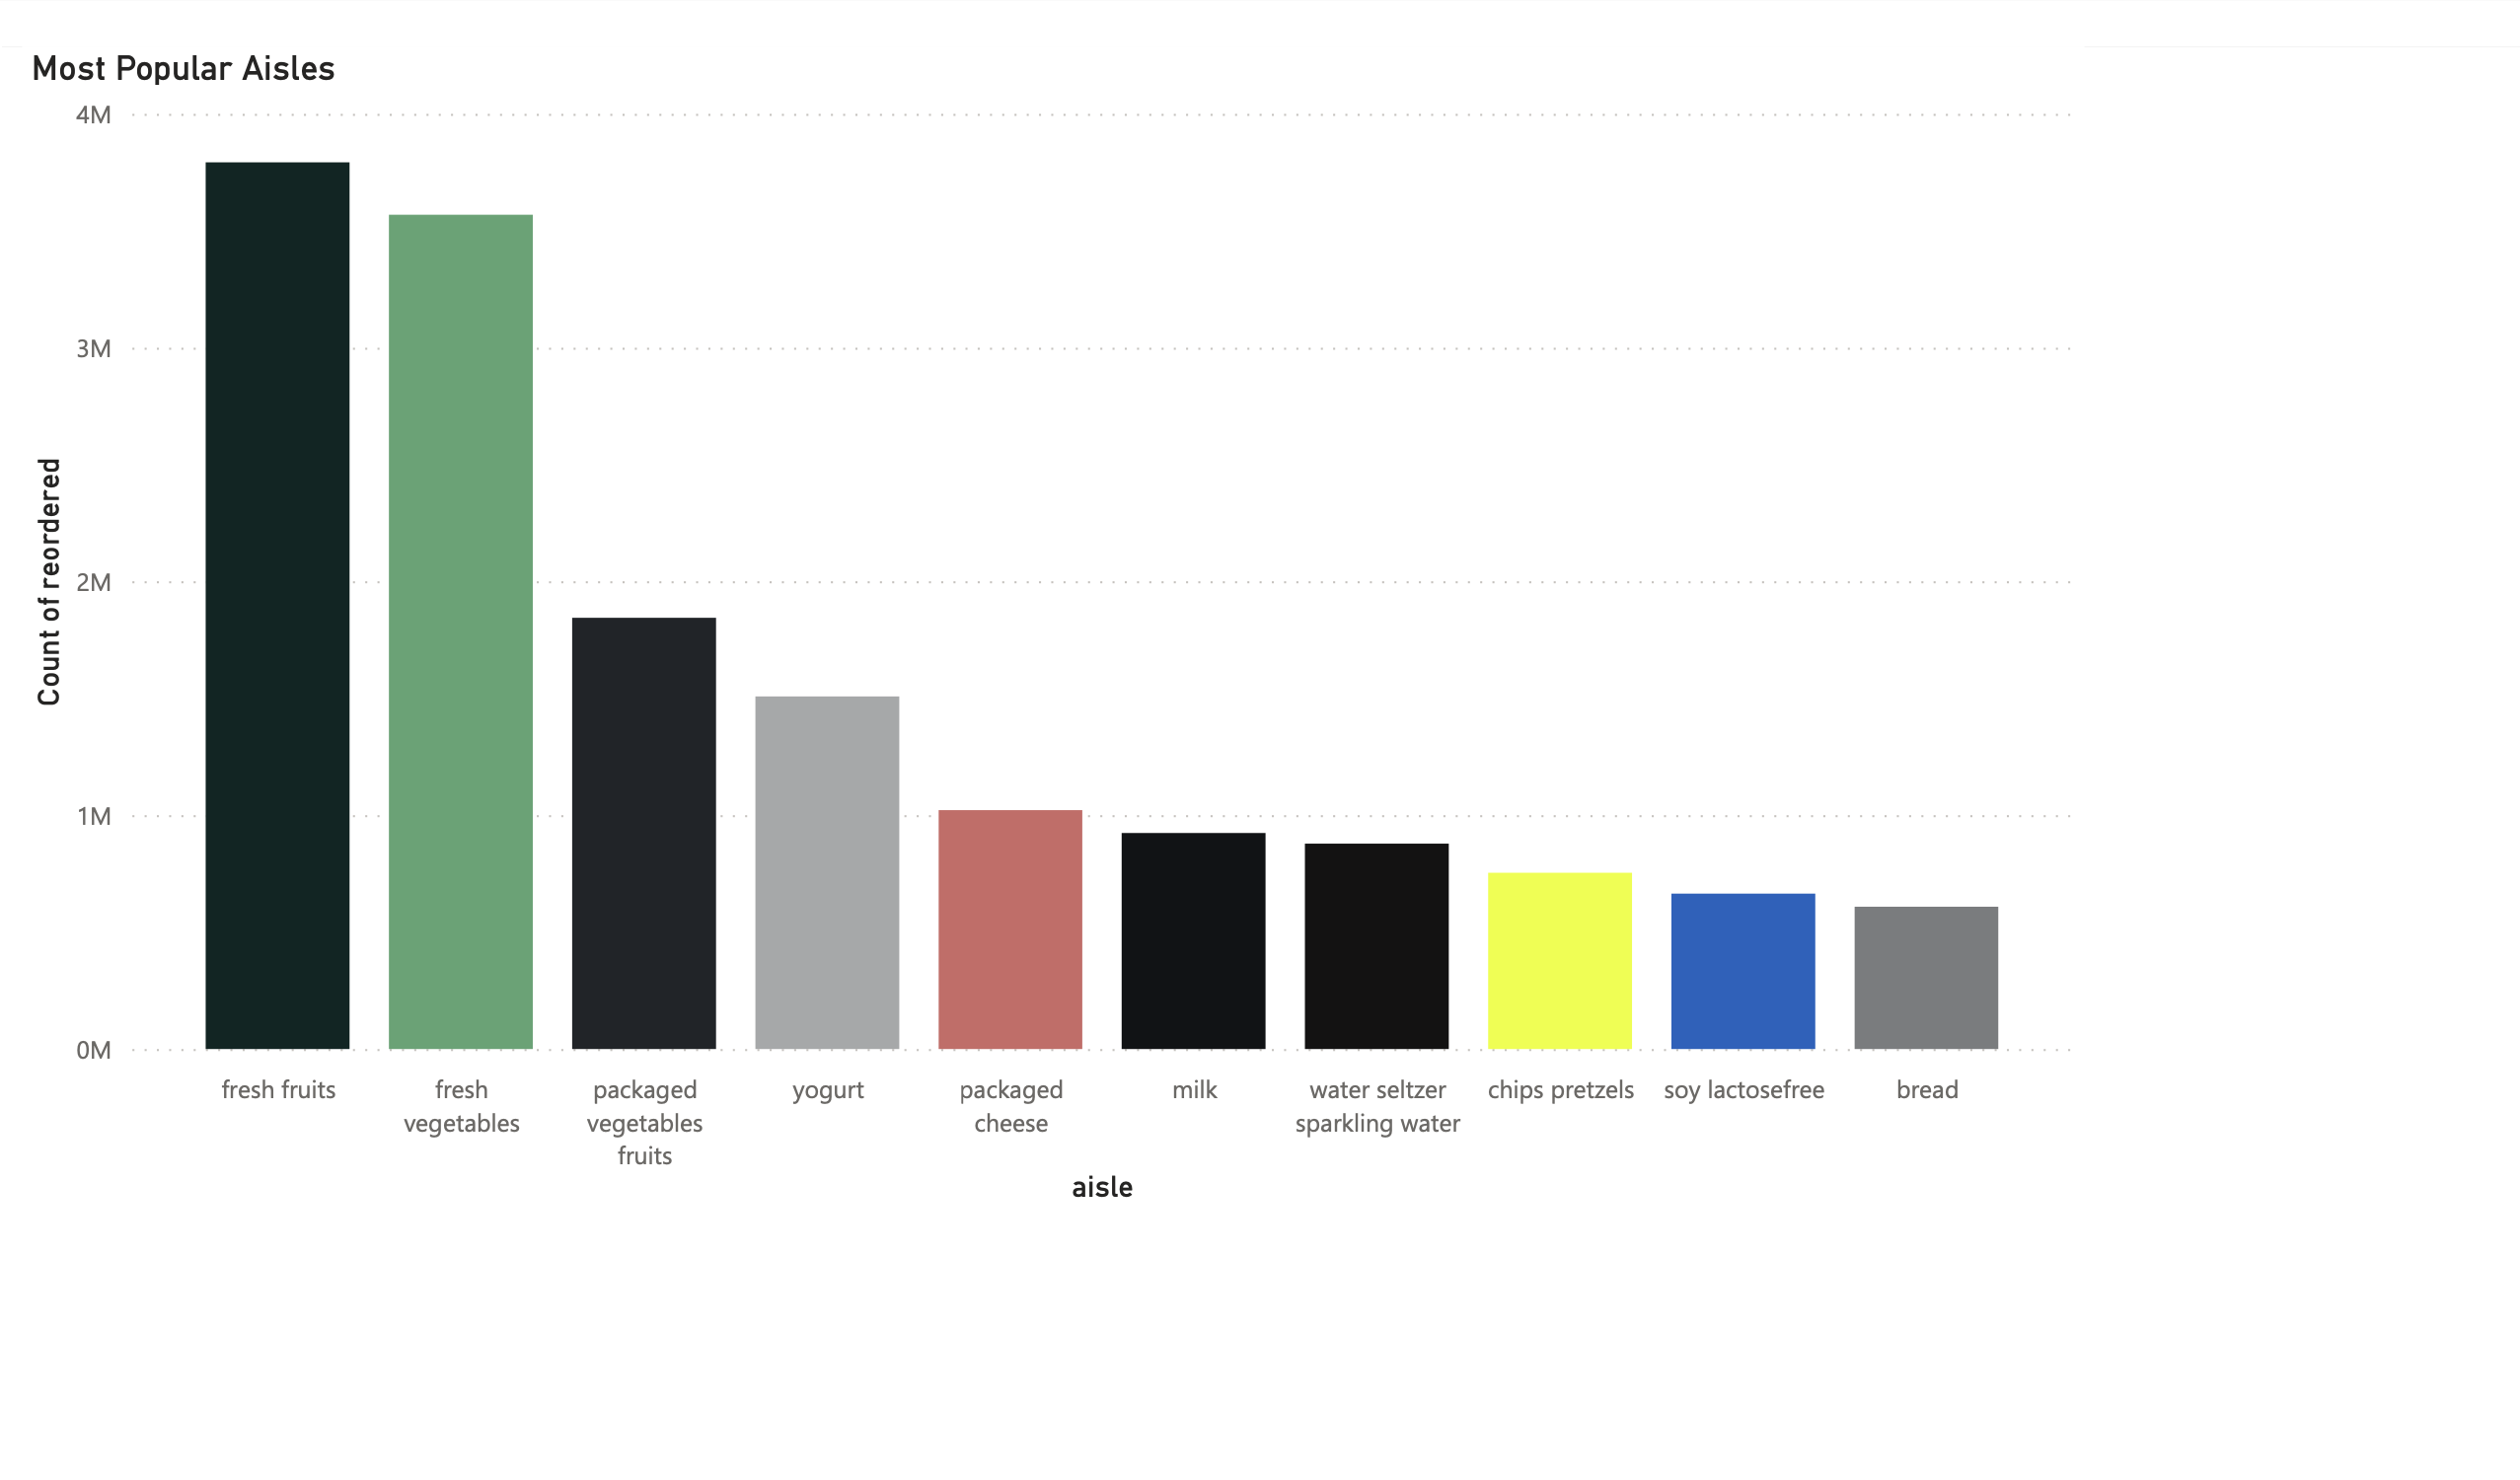 Most Popular Aisles
4M
3M
2M
1M
0M
Count of reordered
fresh fruits
fresh
vegetables
packaged
vegetables
fruits
yogurt
packaged
cheese
milk
water seltzer
sparkling water
chips pretzels
soy lactosefree
bread
aisle